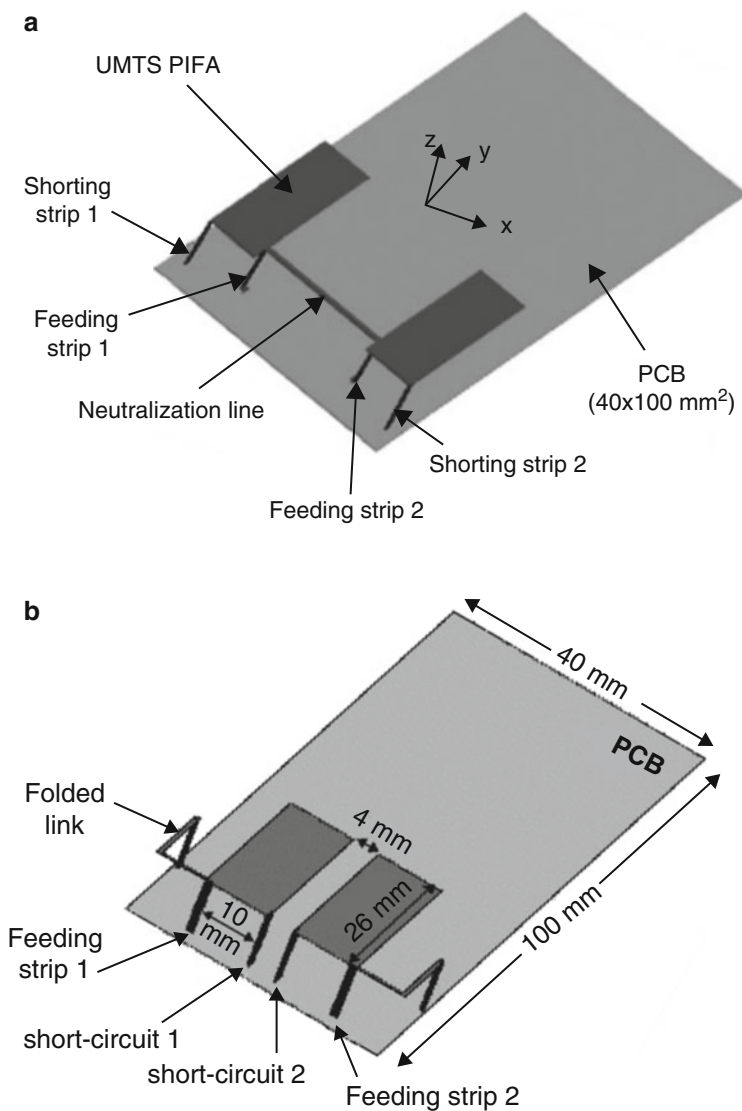 a
UMTS PIFA
z
y
x
Shorting
strip 1
Feeding
strip 1
Neutralization line
PCB
(40x100 mm²)
Shorting strip 2
Feeding strip 2
b
40 mm
PCB
Folded
link
4 mm
10
mm
26 mm
100 mm
Feeding
strip 1
short-circuit 1
short-circuit 2
Feeding strip 2